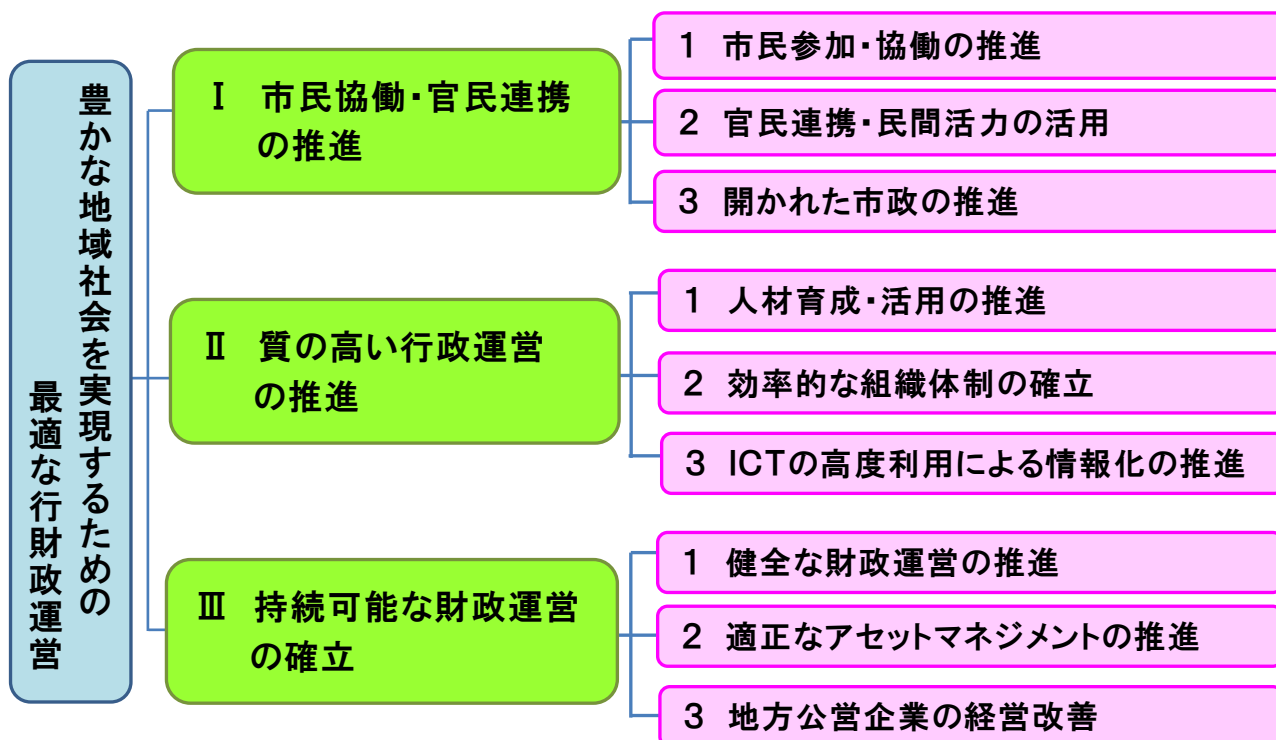 豊かな地域社会を実現するための
最適な行財政運営
Ⅰ 市民協働・官民連携
の推進
1 市民参加・協働の推進
2 官民連携・民間活力の活用
3 開かれた市政の推進
Ⅱ 質の高い行政運営
の推進
1 人材育成・活用の推進
2 効率的な組織体制の確立
3 ICTの高度利用による情報化の推進
Ⅲ 持続可能な財政運営
の確立
1 健全な財政運営の推進
2 適正なアセットマネジメントの推進
3 地方公営企業の経営改善